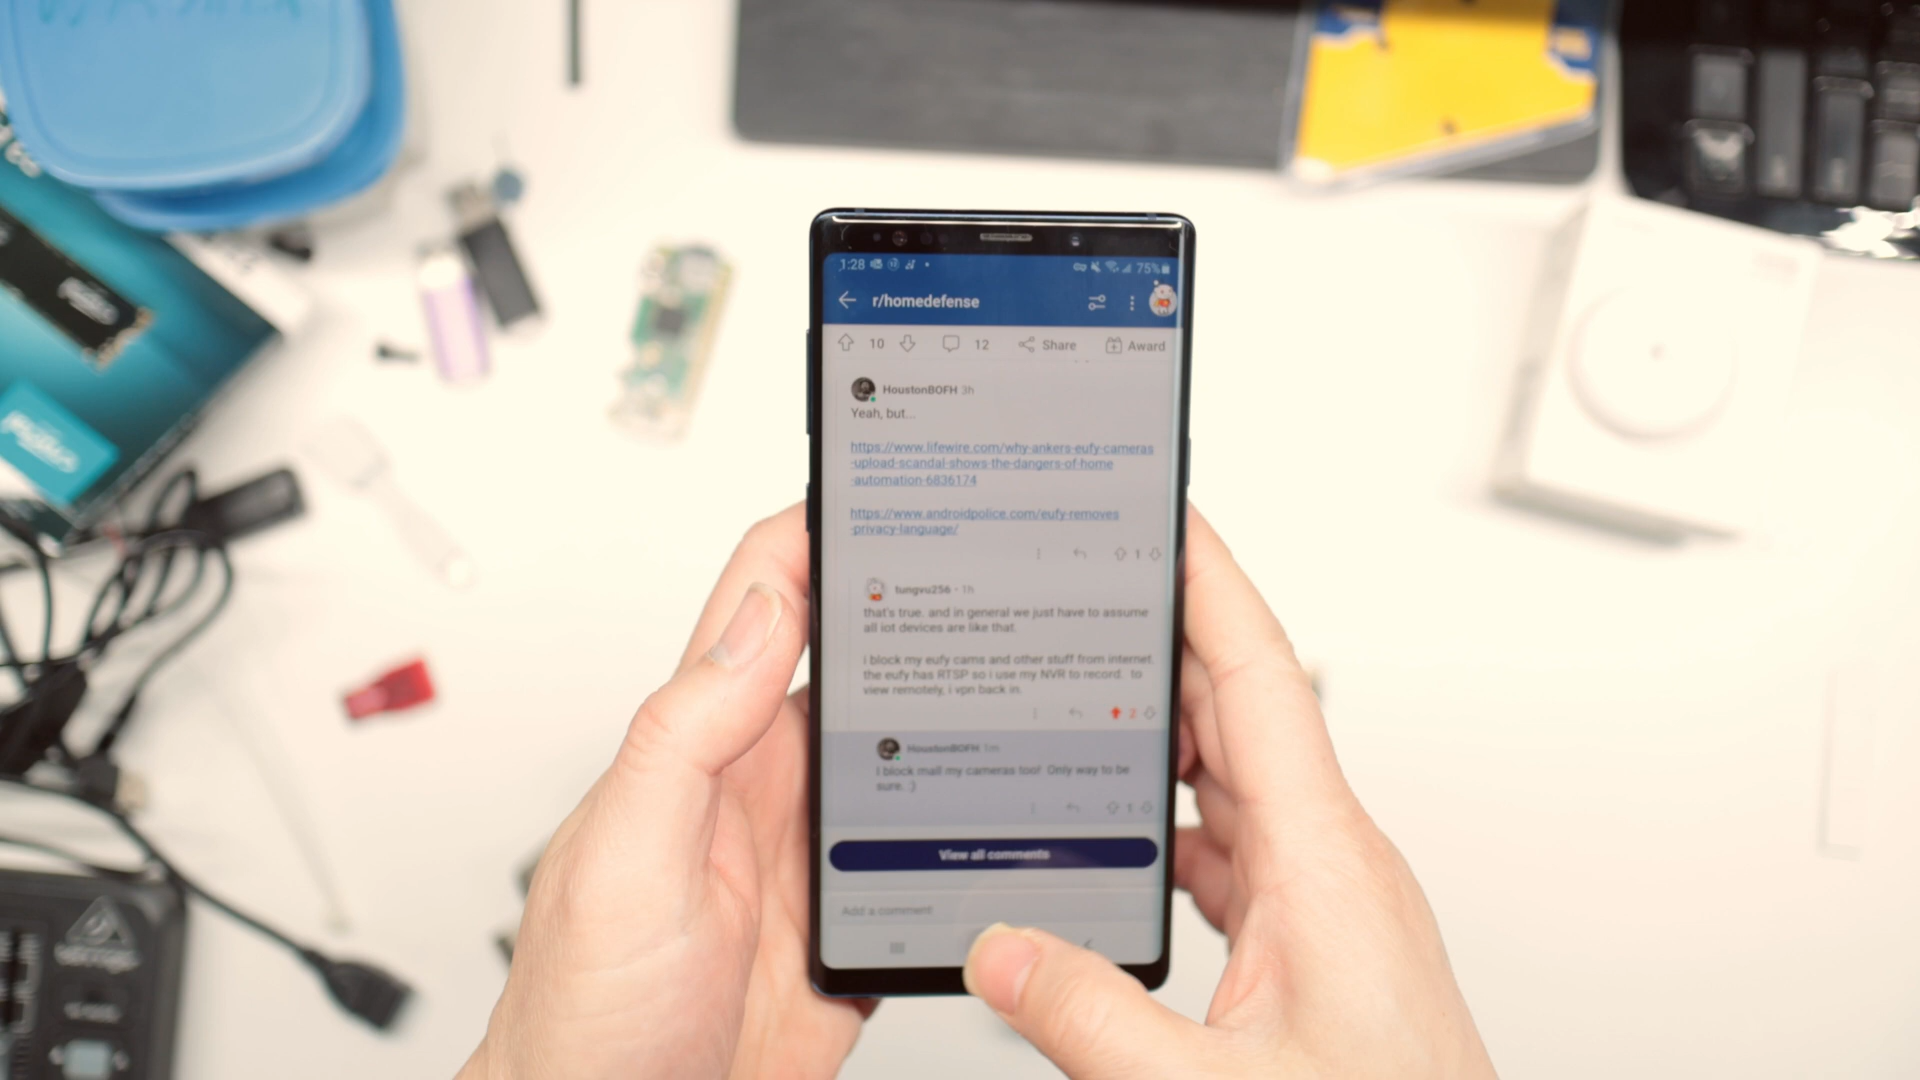 1:28
75%
r/homedefense
10
12
Share
Award
HoustonBOFH 3h
Yeah, but...
https://www.lifewire.com/why-ankers-eufy-cameras
-upload-scandal-shows-the-dangers-of-home
-automation-6836174
https://www.androidpolice.com/eufy-removes
-privacy-language/
1
tungvu256 • 1h
that's true. and in general we just have to assume
all iot devices are like that.
i block my eufy cams and other stuff from internet.
the eufy has RTSP so i use my NVR to record. to
view remotely, i vpn back in.
2
HoustonBOFH 1m
I block mall my cameras too! Only way to be
sure. :)
1
View all comments
Add a comment